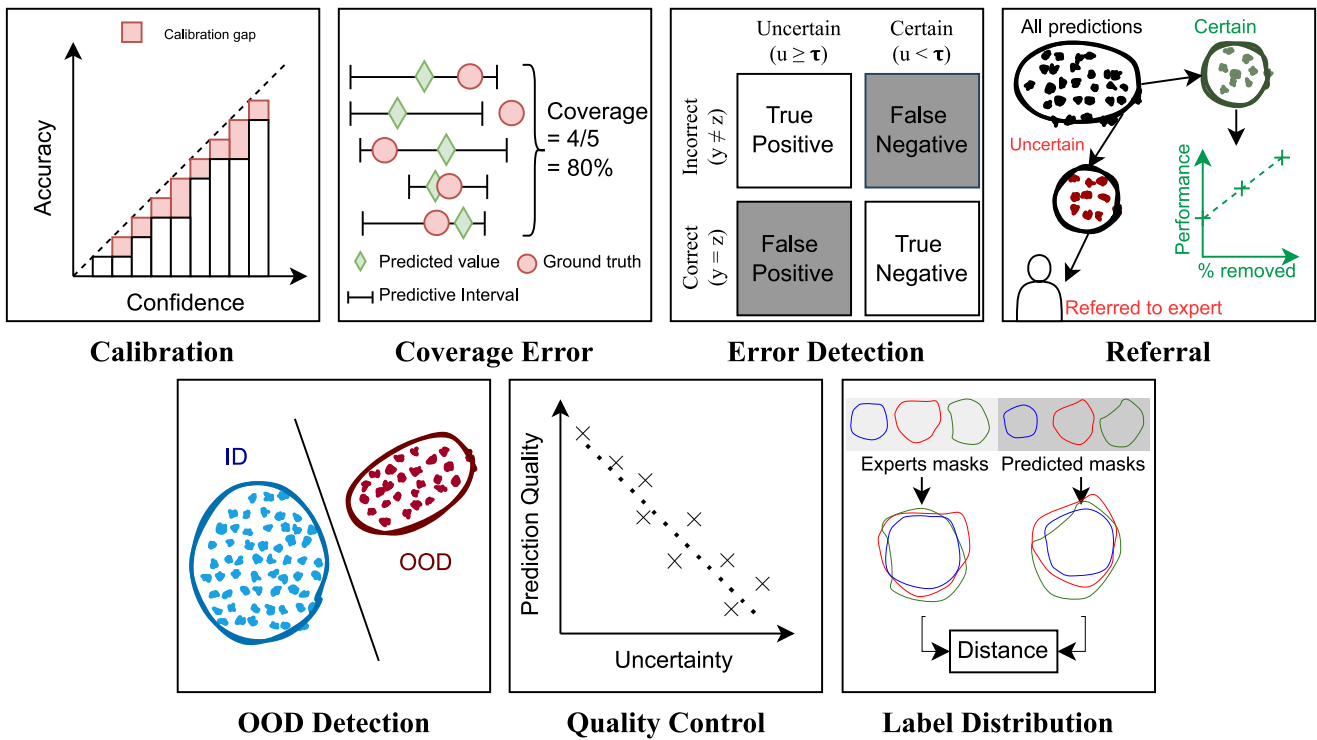 Calibration gap
Accuracy
Confidence
Calibration
Coverage
= 4/5
= 80%
Predicted value
Ground truth
Predictive Interval
Coverage Error
Uncertain
(u ≥ τ)
Certain
(u < τ)
Incorrect
(y ≠ z)
True
Positive
False
Negative
Correct
(y = z)
False
Positive
True
Negative
Error Detection
All predictions
Certain
Uncertain
Performance
% removed
Referred to expert
Referral
ID
OOD
OOD Detection
Prediction Quality
Uncertainty
Quality Control
Experts masks
Predicted masks
Distance
Label Distribution